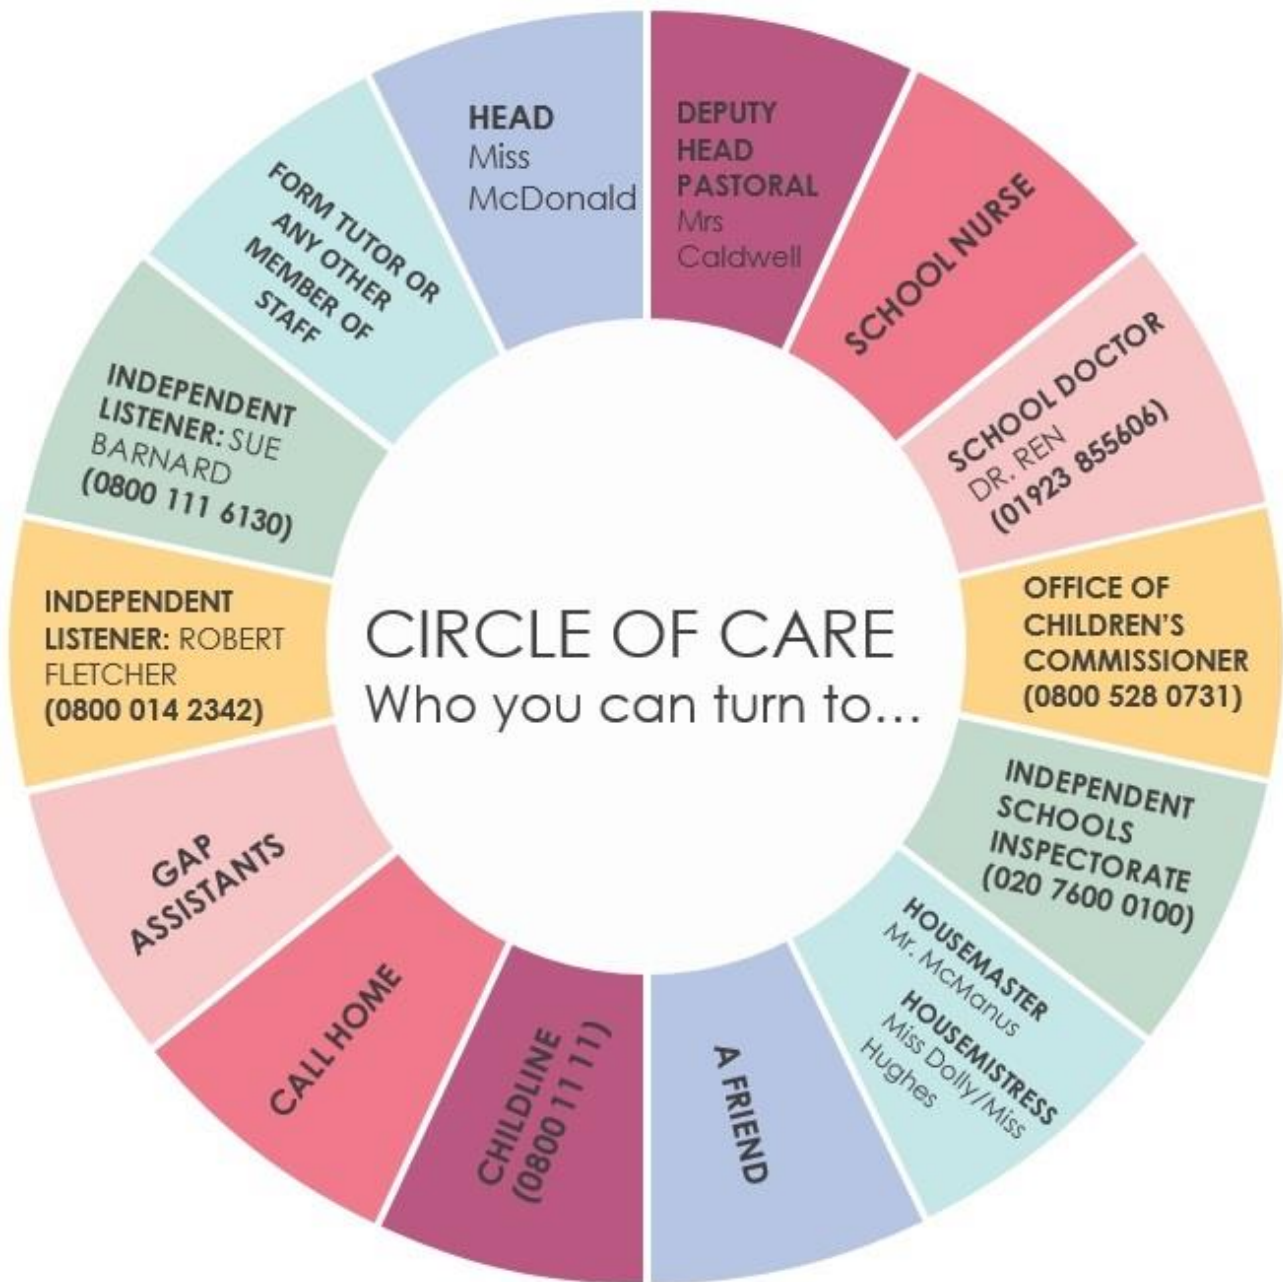 CIRCLE OF CARE
Who you can turn to...
HEAD
Miss
McDonald
DEPUTY
HEAD
PASTORAL
Mrs
Caldwell
SCHOOL NURSE
SCHOOL DOCTOR
DR. REN
(01923 855606)
OFFICE OF
CHILDREN'S
COMMISSIONER
(0800 528 0731)
INDEPENDENT
SCHOOLS
INSPECTORATE
(020 7600 0100)
HOUSEMASTER
Mr. McManus
HOUSEMISTRESS
Miss Dolly/Miss
Hughes
A FRIEND
CHILDLINE
(0800 11 11)
CALL HOME
GAP
ASSISTANTS
INDEPENDENT
LISTENER: ROBERT
FLETCHER
(0800 014 2342)
INDEPENDENT
LISTENER: SUE
BARNARD
(0800 111 6130)
FORM TUTOR OR
ANY OTHER
MEMBER OF
STAFF